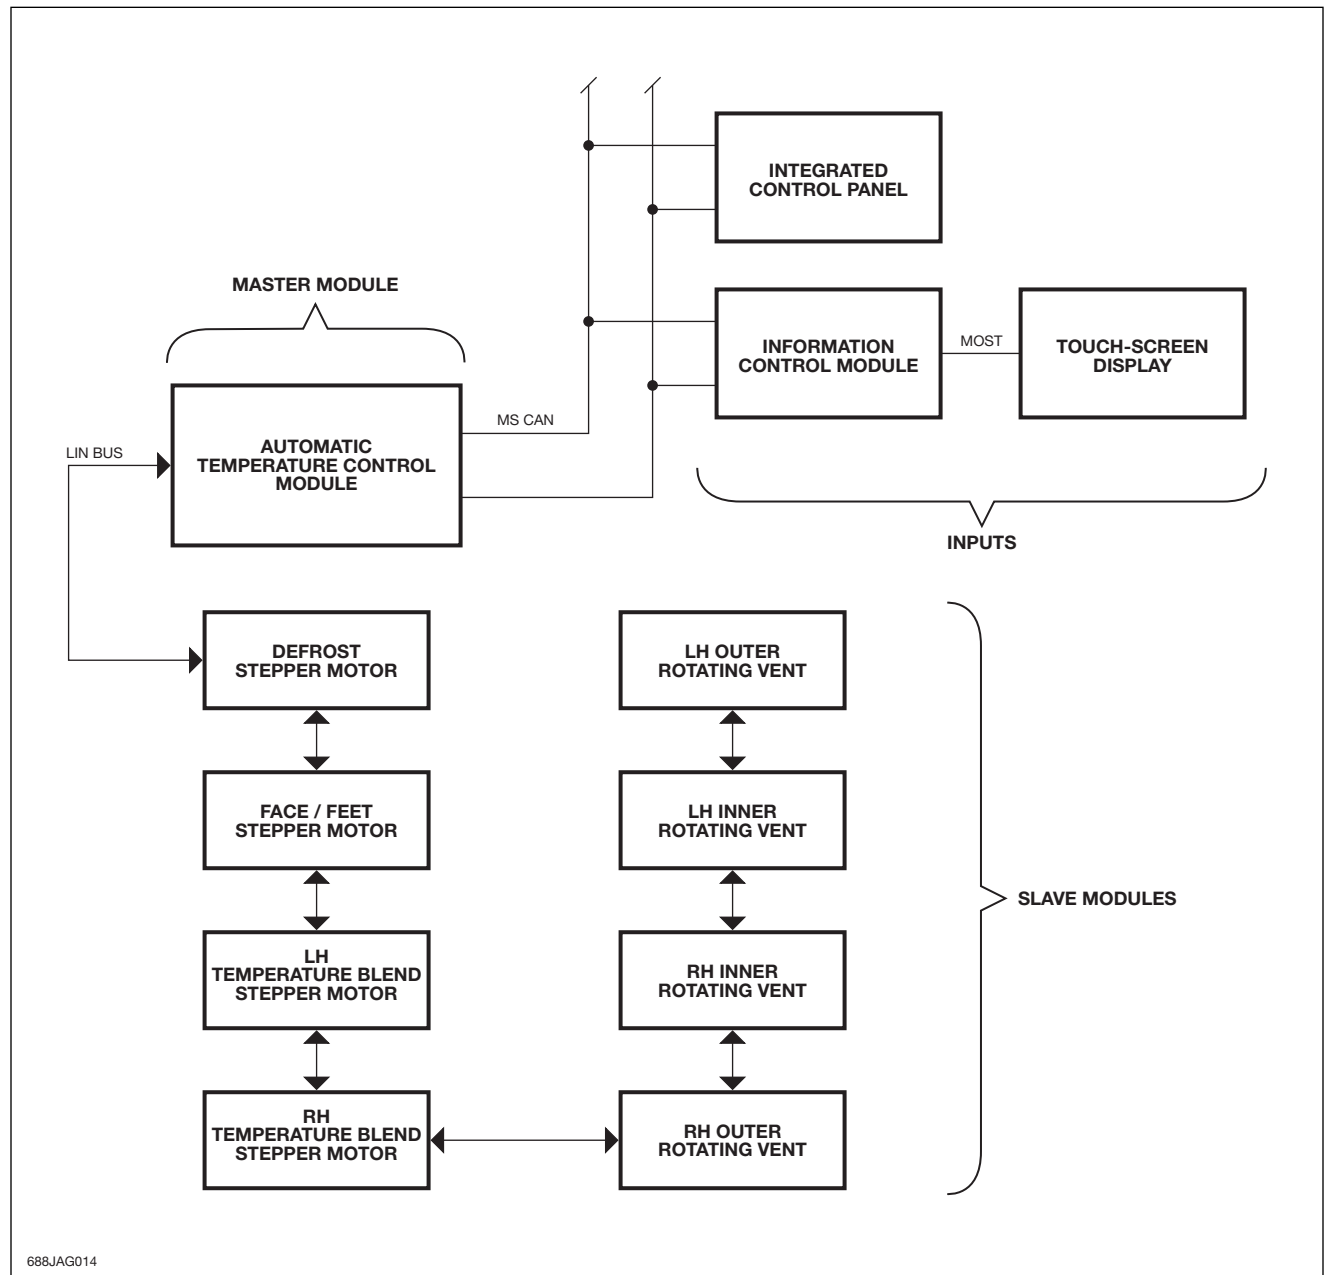 INTEGRATED
CONTROL PANEL
MASTER MODULE
INFORMATION
CONTROL MODULE
MOST
TOUCH-SCREEN
DISPLAY
MS CAN
LIN BUS
AUTOMATIC
TEMPERATURE CONTROL
MODULE
INPUTS
DEFROST
STEPPER MOTOR
LH OUTER
ROTATING VENT
FACE / FEET
STEPPER MOTOR
LH INNER
ROTATING VENT
SLAVE MODULES
LH
TEMPERATURE BLEND
STEPPER MOTOR
RH INNER
ROTATING VENT
RH
TEMPERATURE BLEND
STEPPER MOTOR
RH OUTER
ROTATING VENT
688JAG014